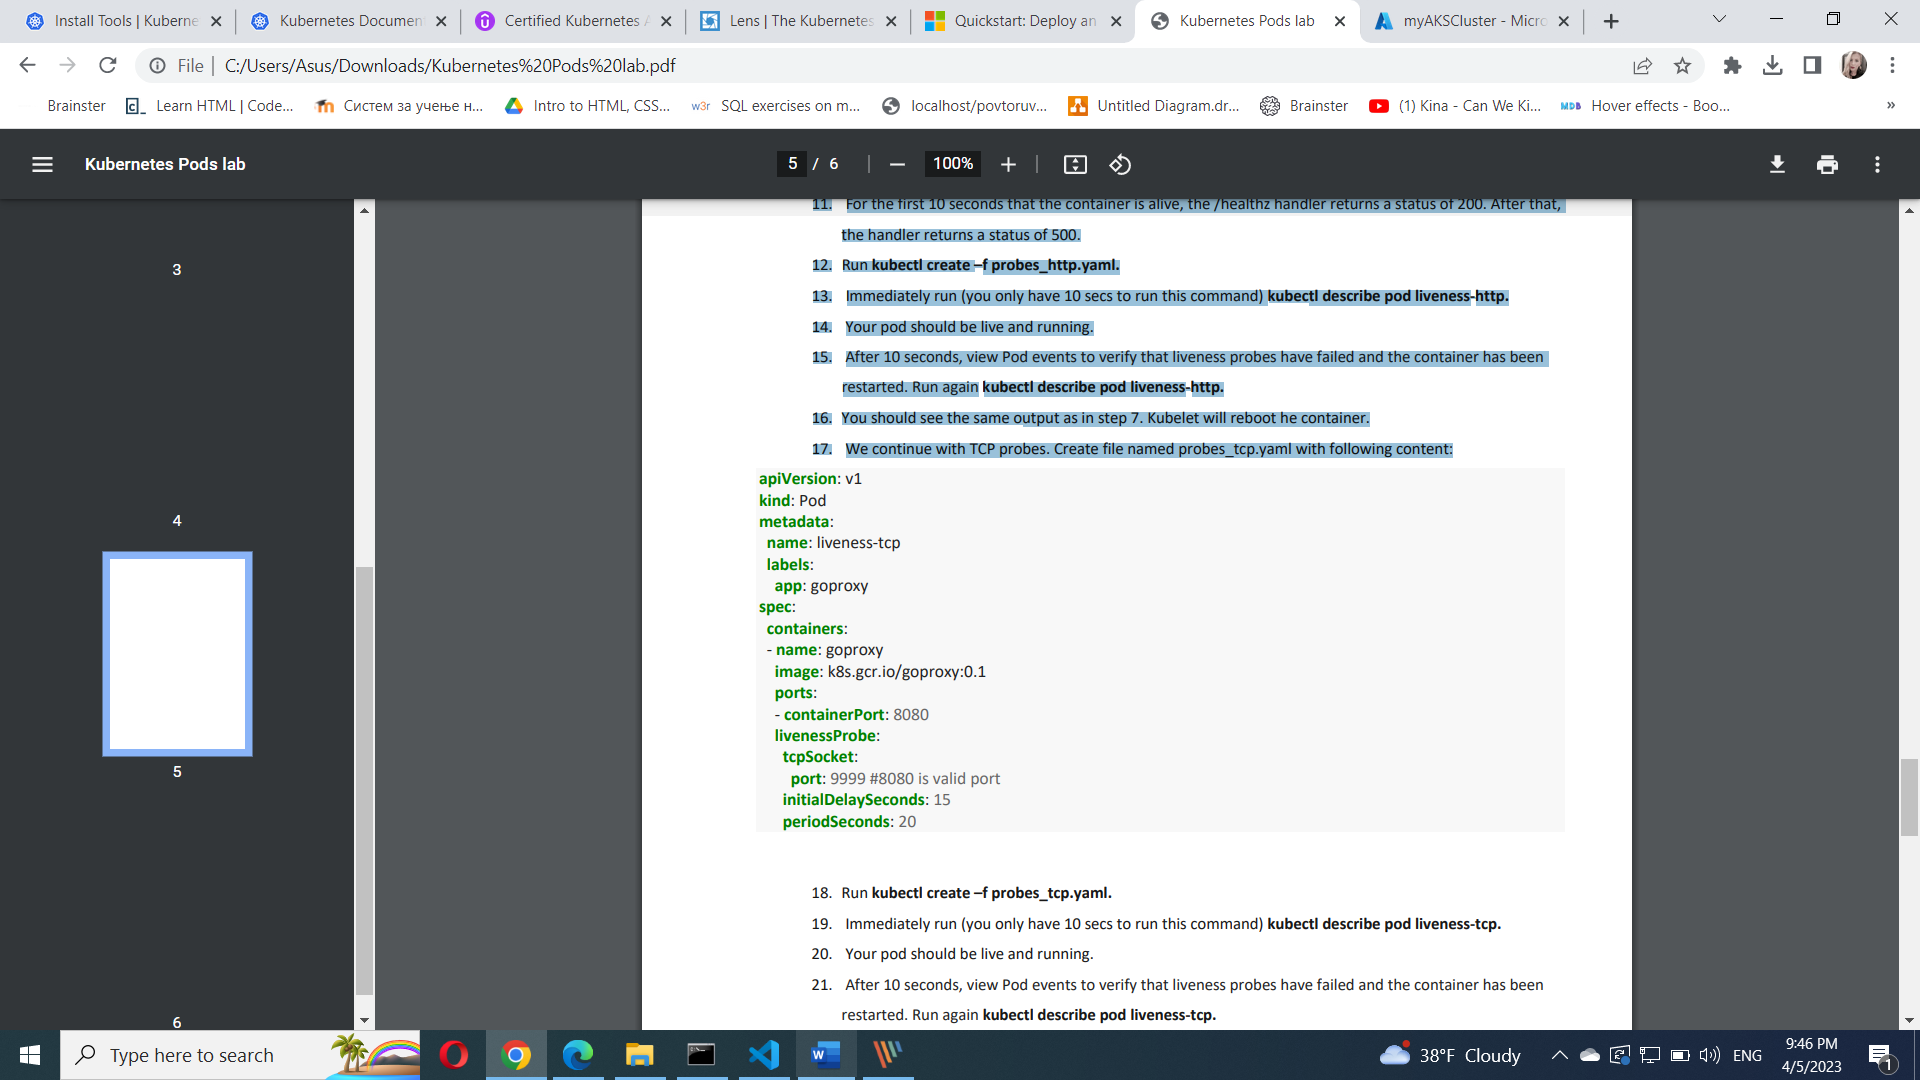 Install Tools | Kuberne
Kubernetes Documen
Certified Kubernetes A
Lens | The Kubernetes
Quickstart: Deploy an
Kubernetes Pods lab
myAKSCluster - Micro
File | C:/Users/Asus/Downloads/Kubernetes%20Pods%20lab.pdf
Brainster
Learn HTML | Code...
Систем за учење н...
Intro to HTML, CSS...
SQL exercises on m...
localhost/povtoruv...
Untitled Diagram.dr...
Brainster
(1) Kina - Can We Ki...
Hover effects - Boo...
»
Kubernetes Pods lab
5 / 6
100%
3
4
5
6
11. For the first 10 seconds that the container is alive, the /healthz handler returns a status of 200. After that,
the handler returns a status of 500.
12. Run kubectl create –f probes_http.yaml.
13. Immediately run (you only have 10 secs to run this command) kubectl describe pod liveness-http.
14. Your pod should be live and running.
15. After 10 seconds, view Pod events to verify that liveness probes have failed and the container has been
restarted. Run again kubectl describe pod liveness-http.
16. You should see the same output as in step 7. Kubelet will reboot he container.
17. We continue with TCP probes. Create file named probes_tcp.yaml with following content:
apiVersion: v1
kind: Pod
metadata:
name: liveness-tcp
labels:
app: goproxy
spec:
containers:
- name: goproxy
image: k8s.gcr.io/goproxy:0.1
ports:
- containerPort: 8080
livenessProbe:
tcpSocket:
port: 9999 #8080 is valid port
initialDelaySeconds: 15
periodSeconds: 20
18. Run kubectl create –f probes_tcp.yaml.
19. Immediately run (you only have 10 secs to run this command) kubectl describe pod liveness-tcp.
20. Your pod should be live and running.
21. After 10 seconds, view Pod events to verify that liveness probes have failed and the container has been
restarted. Run again kubectl describe pod liveness-tcp.
Type here to search
38°F Cloudy
ENG
9:46 PM
4/5/2023
1